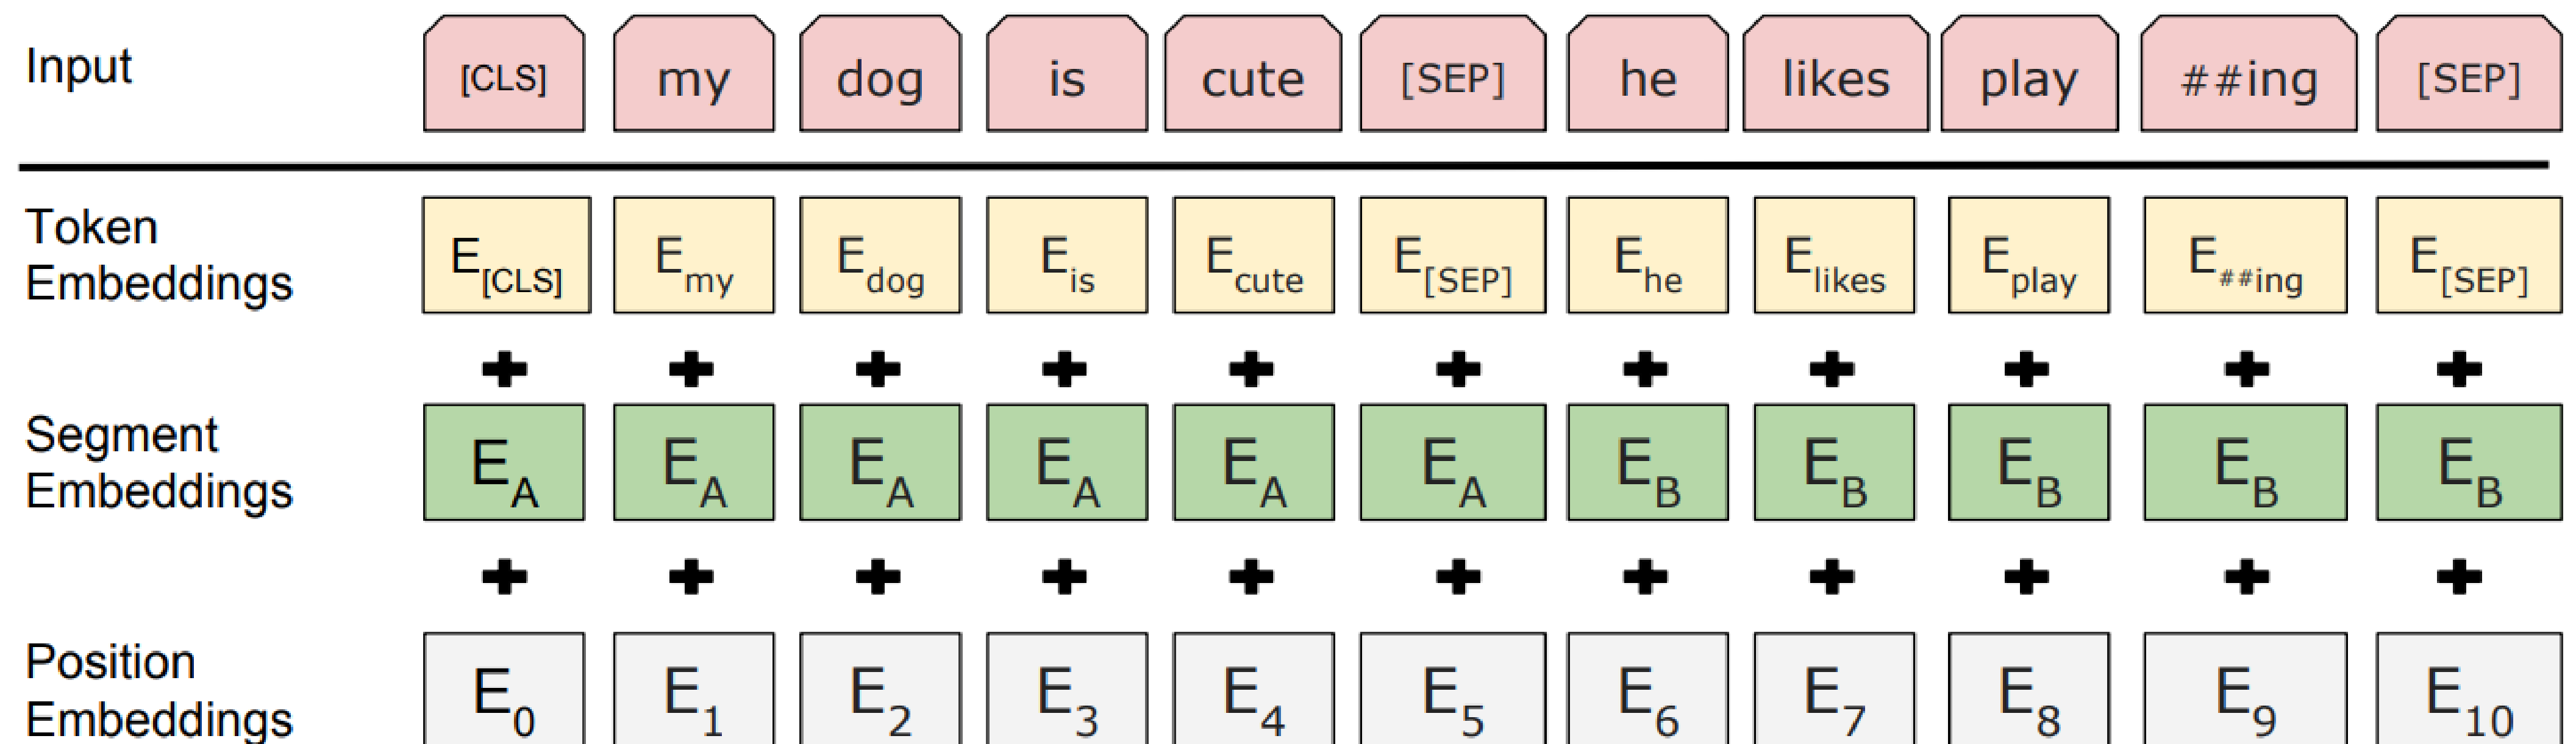 Input [CLS] my dog is cute [SEP] he likes play ##ing [SEP]
Token
Embeddings E[CLS] Emy Edog Eis Ecute E[SEP] Ehe Elikes Eplay E##ing E[SEP]
+ + + + + + + + + + +
Segment
Embeddings EA EA EA EA EA EA EB EB EB EB EB
+ + + + + + + + + + +
Position
Embeddings E0 E1 E2 E3 E4 E5 E6 E7 E8 E9 E10